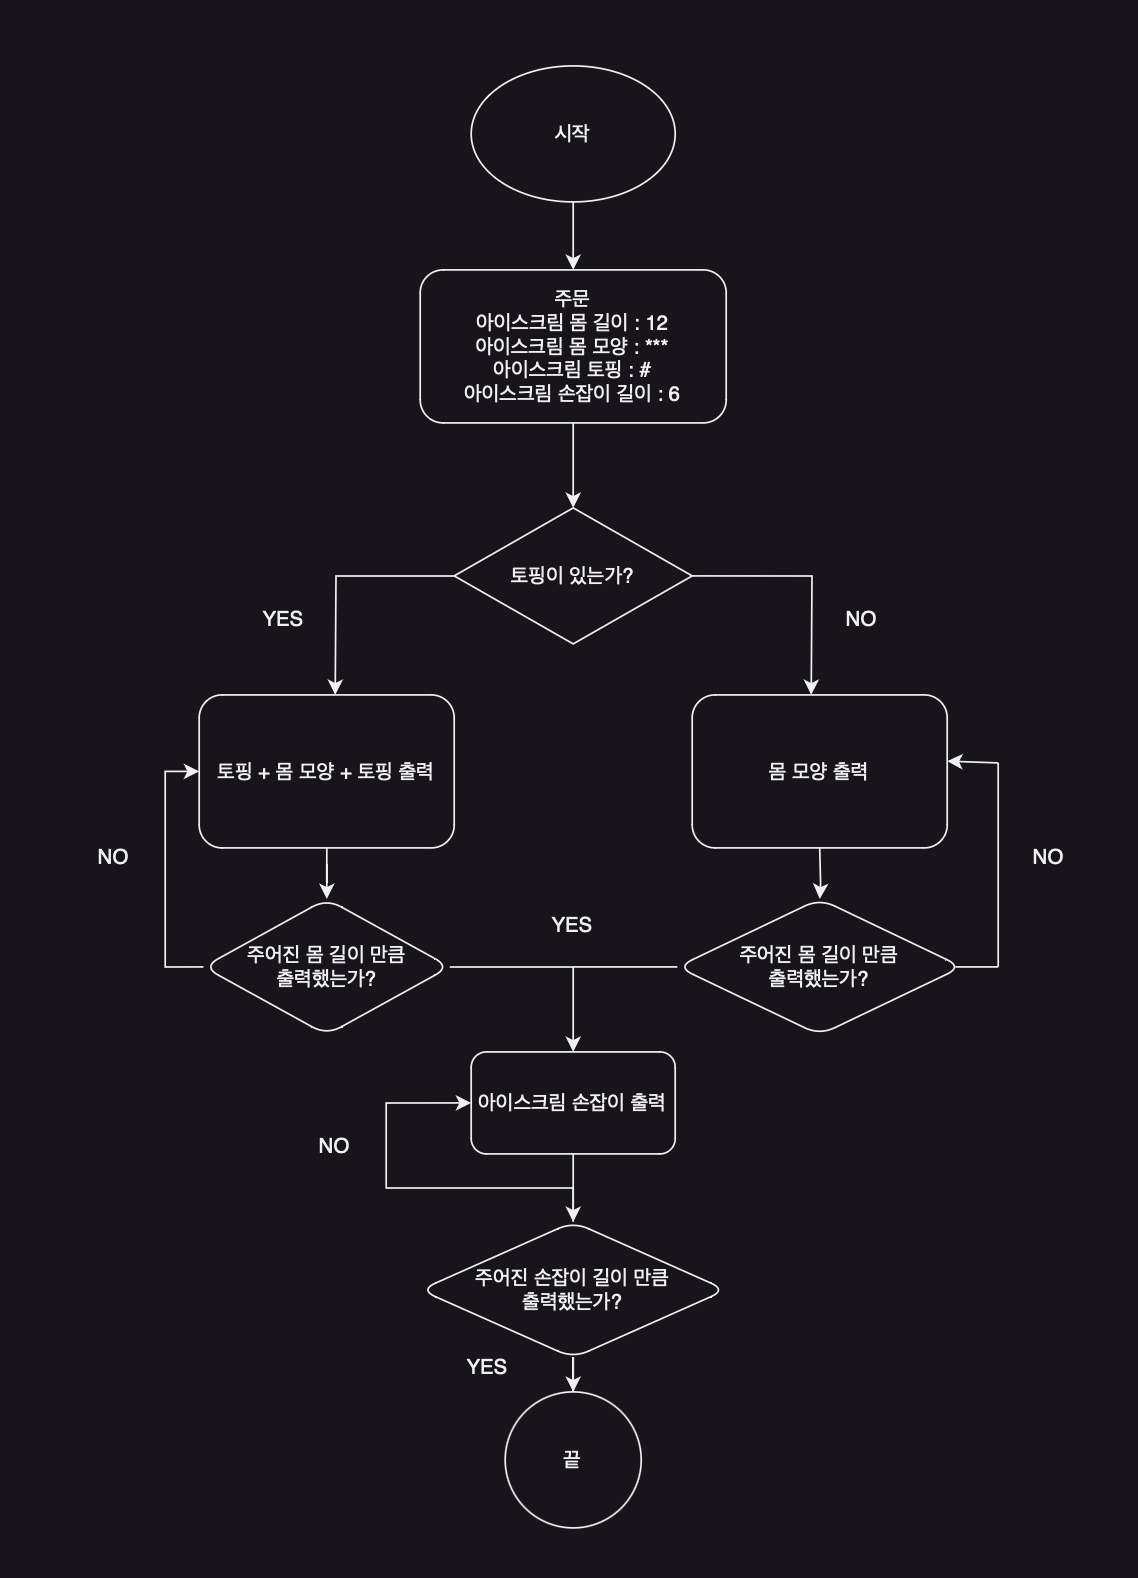 시작
주문
아이스크림 몸 길이 : 12
아이스크림 몸 모양 : ***
아이스크림 토핑 : #
아이스크림 손잡이 길이 : 6
토핑이 있는가?
YES
NO
토핑 + 몸 모양 + 토핑 출력
몸 모양 출력
NO
NO
YES
주어진 몸 길이 만큼
출력했는가?
주어진 몸 길이 만큼
출력했는가?
아이스크림 손잡이 출력
NO
주어진 손잡이 길이 만큼
출력했는가?
YES
끝